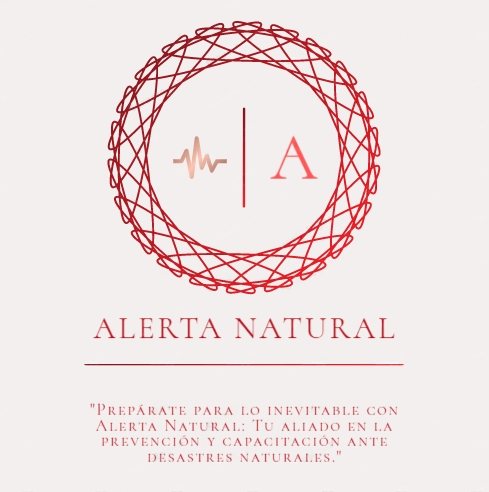 A
ALERTA NATURAL
"Prepárate para lo inevitable con
Alerta Natural: Tu aliado en la
prevención y capacitación ante
desastres naturales."